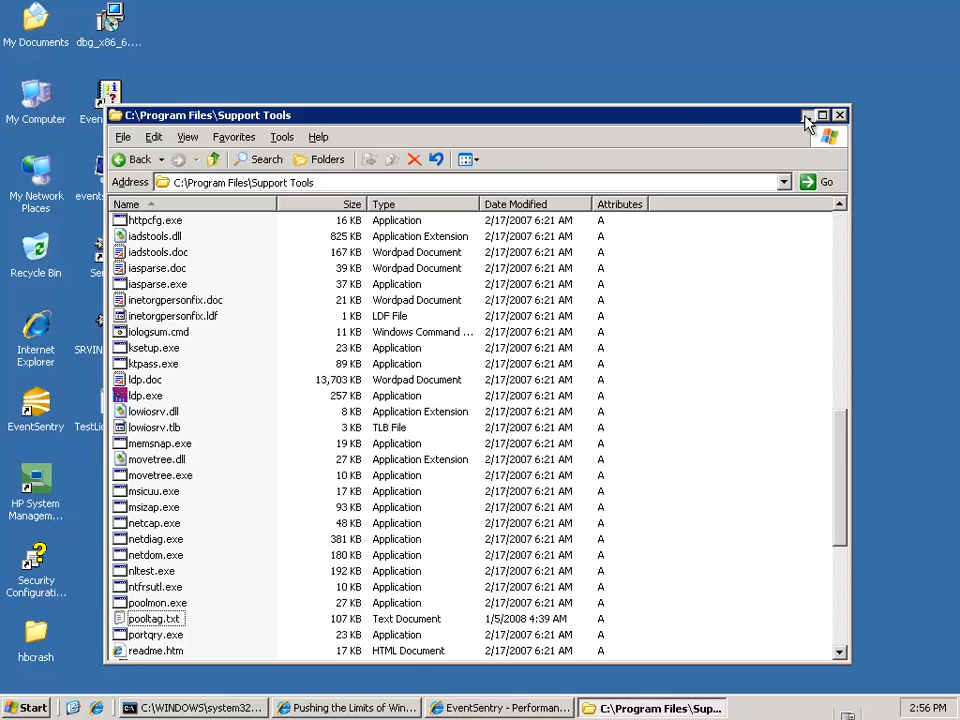 My Documents
dbg_x86_6....
My Computer
Even
My Network
Places
events
Recycle Bin
Ser
Internet
Explorer
SRVIN
EventSentry
TestLic
HP System
Managem...
Security
Configurati...
hbcrash
C:\Program Files\Support Tools
File Edit View Favorites Tools Help
Back Search Folders
Address C:\Program Files\Support Tools Go
Name Size Type Date Modified Attributes
httpcfg.exe 16 KB Application 2/17/2007 6:21 AM A
iadstools.dll 825 KB Application Extension 2/17/2007 6:21 AM A
iadstools.doc 167 KB Wordpad Document 2/17/2007 6:21 AM A
iasparse.doc 39 KB Wordpad Document 2/17/2007 6:21 AM A
iasparse.exe 37 KB Application 2/17/2007 6:21 AM A
inetorgpersonfix.doc 21 KB Wordpad Document 2/17/2007 6:21 AM A
inetorgpersonfix.ldf 1 KB LDF File 2/17/2007 6:21 AM A
iologsum.cmd 11 KB Windows Command ... 2/17/2007 6:21 AM A
ksetup.exe 23 KB Application 2/17/2007 6:21 AM A
ktpass.exe 89 KB Application 2/17/2007 6:21 AM A
ldp.doc 13,703 KB Wordpad Document 2/17/2007 6:21 AM A
ldp.exe 257 KB Application 2/17/2007 6:21 AM A
lowiosrv.dll 8 KB Application Extension 2/17/2007 6:21 AM A
lowiosrv.tlb 3 KB TLB File 2/17/2007 6:21 AM A
memsnap.exe 19 KB Application 2/17/2007 6:21 AM A
movetree.dll 27 KB Application Extension 2/17/2007 6:21 AM A
movetree.exe 10 KB Application 2/17/2007 6:21 AM A
msicuu.exe 17 KB Application 2/17/2007 6:21 AM A
msizap.exe 93 KB Application 2/17/2007 6:21 AM A
netcap.exe 48 KB Application 2/17/2007 6:21 AM A
netdiag.exe 381 KB Application 2/17/2007 6:21 AM A
netdom.exe 180 KB Application 2/17/2007 6:21 AM A
nltest.exe 192 KB Application 2/17/2007 6:21 AM A
ntfrsutl.exe 10 KB Application 2/17/2007 6:21 AM A
poolmon.exe 27 KB Application 2/17/2007 6:21 AM A
pooltag.txt 107 KB Text Document 1/5/2008 4:39 AM A
portqry.exe 23 KB Application 2/17/2007 6:21 AM A
readme.htm 17 KB HTML Document 2/17/2007 6:21 AM A
Start C:\WINDOWS\system32... Pushing the Limits of Win... EventSentry - Performan... C:\Program Files\Sup... 2:56 PM